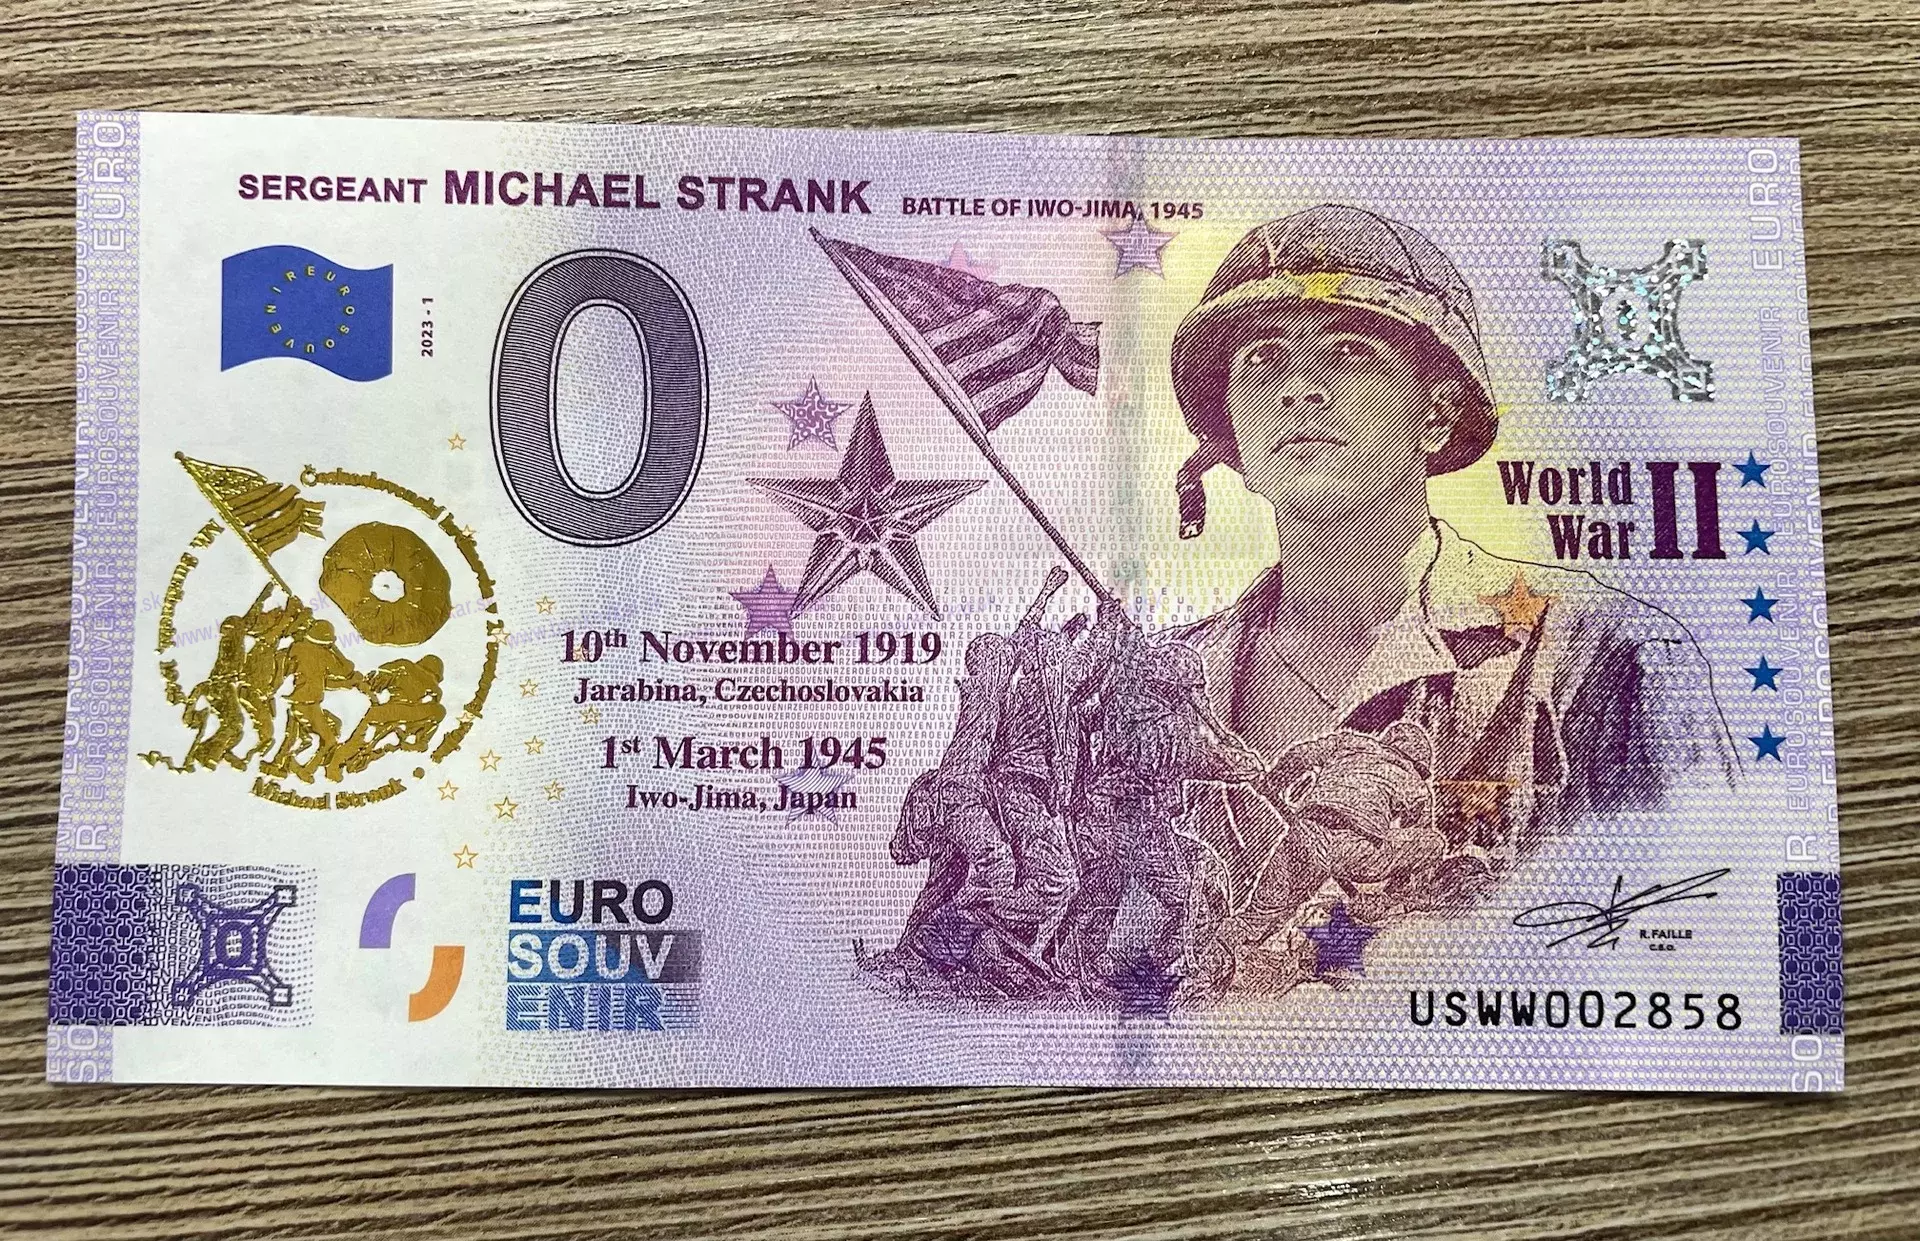 SERGEANT MICHAEL STRANK BATTLE OF IWO-JIMA, 1945
EUROSOUVENIR
2023 - 1
0
World
War II
10th November 1919
Jarabina, Czechoslovakia
1st March 1945
Iwo-Jima, Japan
Michael Strank
EURO
SOUV
ENIR
R.FAILLE
C.E.O.
USWW002858